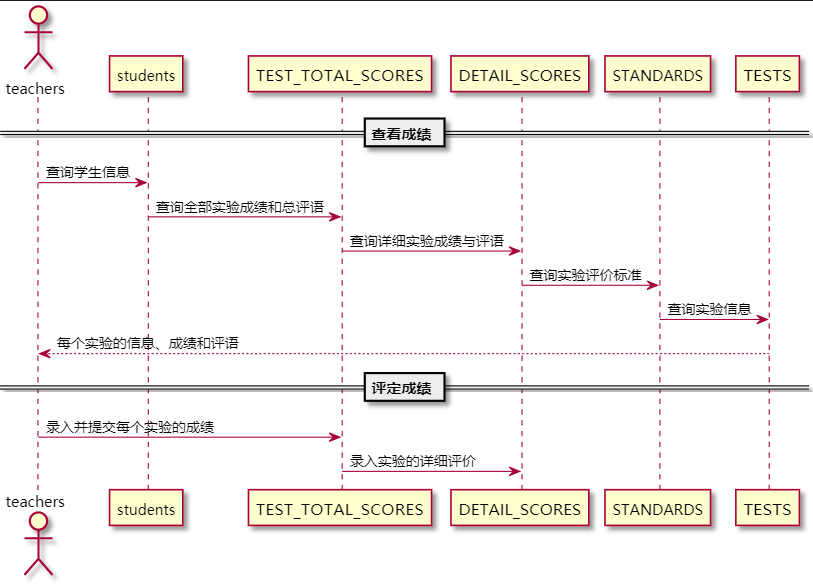 teachers
students
TEST_TOTAL_SCORES
DETAIL_SCORES
STANDARDS
TESTS
查看成绩
查询学生信息
查询全部实验成绩和总评语
查询详细实验成绩与评语
查询实验评价标准
查询实验信息
每个实验的信息、成绩和评语
评定成绩
录入并提交每个实验的成绩
录入实验的详细评价
teachers
students
TEST_TOTAL_SCORES
DETAIL_SCORES
STANDARDS
TESTS